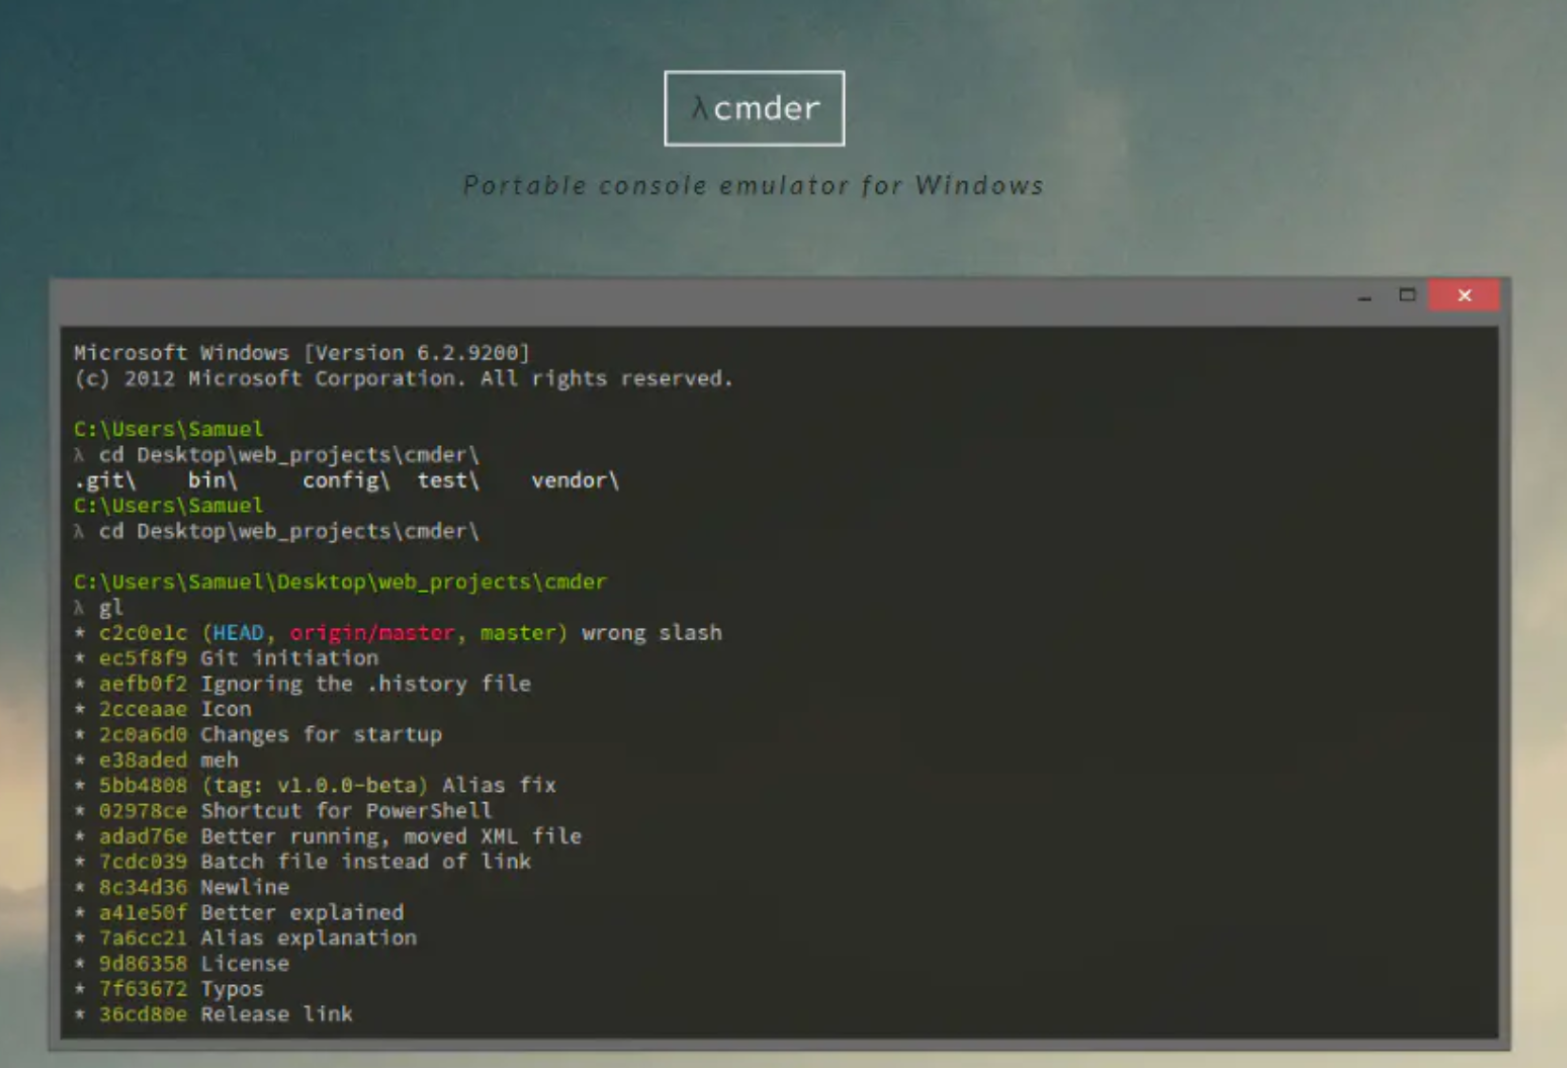 λcmder
Portable console emulator for Windows
Microsoft Windows [Version 6.2.9200]
(c) 2012 Microsoft Corporation. All rights reserved.
C:\Users\Samuel
λ cd Desktop\web_projects\cmder\
.git\    bin\     config\  test\    vendor\
C:\Users\Samuel
λ cd Desktop\web_projects\cmder\
C:\Users\Samuel\Desktop\web_projects\cmder
λ gl
* c2c0e1c (HEAD, origin/master, master) wrong slash
* ec5f8f9 Git initiation
* aefb0f2 Ignoring the .history file
* 2cceaae Icon
* 2c0a6d0 Changes for startup
* e38aded meh
* 5bb4808 (tag: v1.0.0-beta) Alias fix
* 02978ce Shortcut for PowerShell
* adad76e Better running, moved XML file
* 7cdc039 Batch file instead of link
* 8c34d36 Newline
* a41e50f Better explained
* 7a6cc21 Alias explanation
* 9d86358 License
* 7f63672 Typos
* 36cd80e Release link